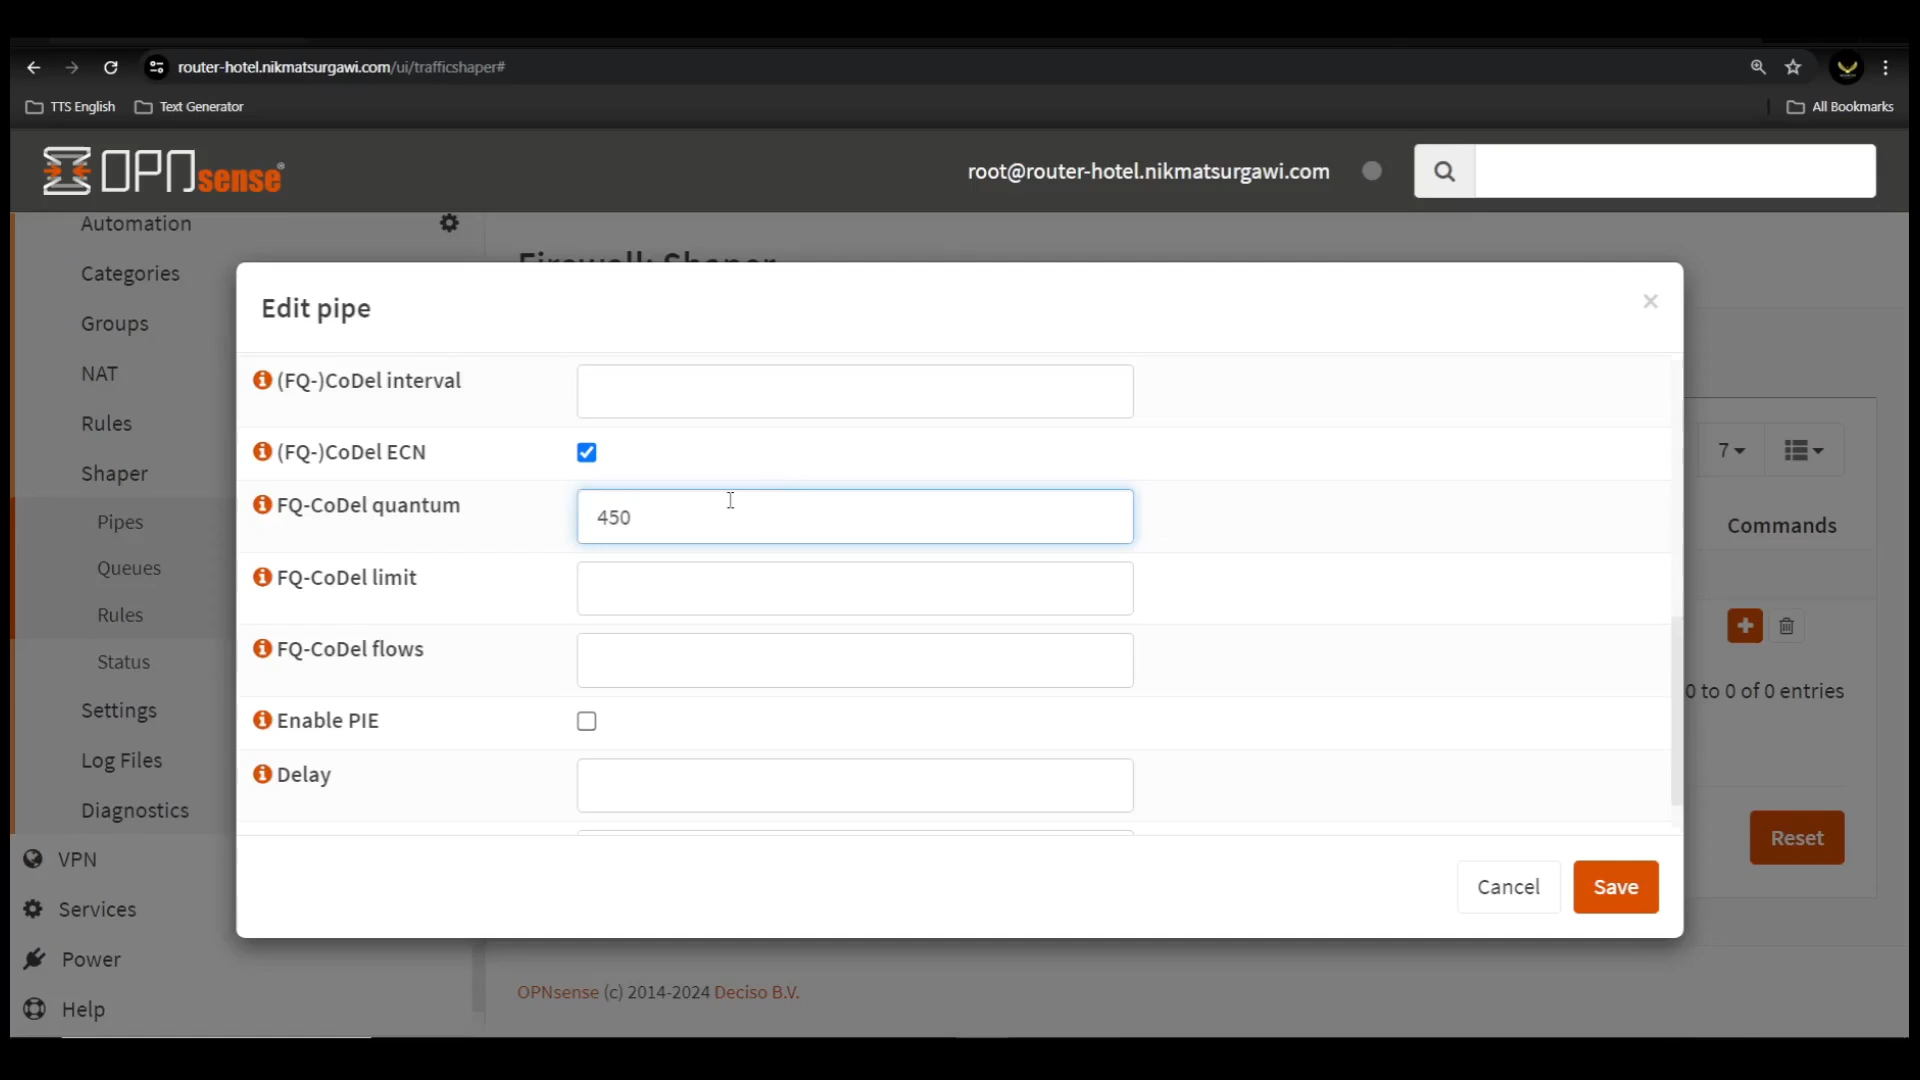 router-hotel.nikmatsurgawi.com/ui/trafficshaper#
TTS English
Text Generator
All Bookmarks
OPNsense®
root@router-hotel.nikmatsurgawi.com
Automation
Categories
Groups
NAT
Rules
Shaper
Pipes
Queues
Rules
Status
Settings
Log Files
Diagnostics
VPN
Services
Power
Help
Firewall: Shaper
Edit pipe
×
(FQ-)CoDel interval
(FQ-)CoDel ECN
FQ-CoDel quantum
450
FQ-CoDel limit
FQ-CoDel flows
Enable PIE
Delay
Cancel
Save
7
Commands
0 to 0 of 0 entries
Reset
OPNsense (c) 2014-2024 Deciso B.V.